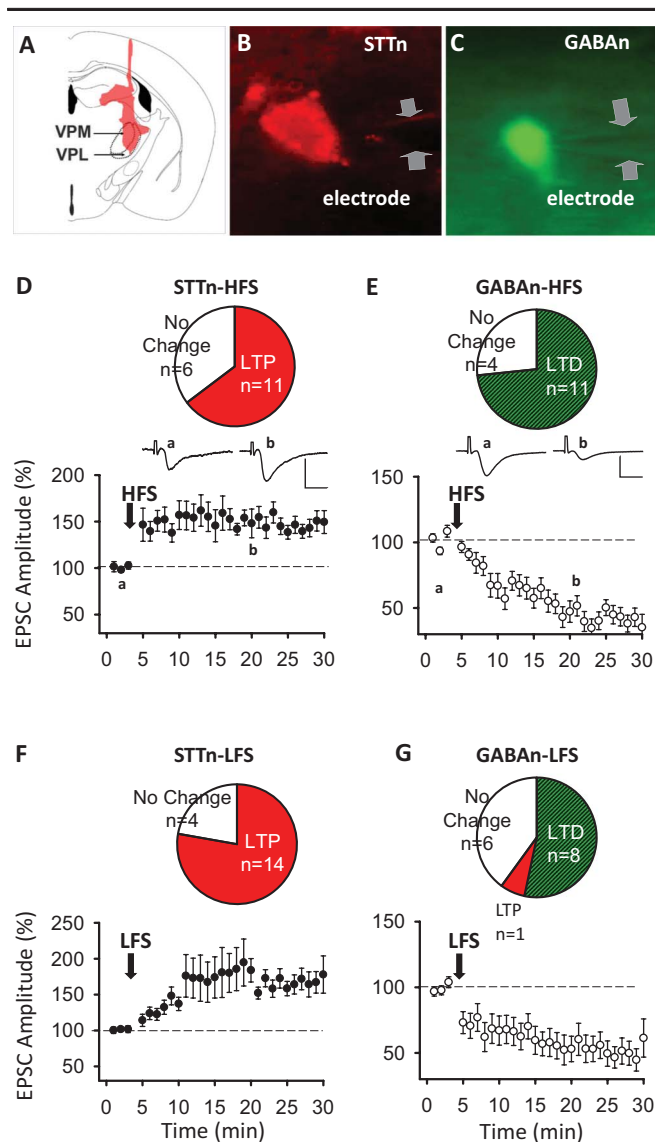 A
VPM
VPL
B
STTn
electrode
C
GABAn
electrode
D
STTn-HFS
No
Change
n=6
LTP
n=11
a
b
EPSC Amplitude (%)
200
150
100
50
HFS
a
b
0 5 10 15 20 25 30
E
GABAn-HFS
No
Change
n=4
LTD
n=11
a
b
150
100
50
HFS
a
b
0 5 10 15 20 25 30
F
STTn-LFS
No Change
n=4
LTP
n=14
EPSC Amplitude (%)
250
200
150
100
50
LFS
0 5 10 15 20 25 30
Time (min)
G
GABAn-LFS
No
Change
n=6
LTD
n=8
LTP
n=1
150
100
50
LFS
0 5 10 15 20 25 30
Time (min)